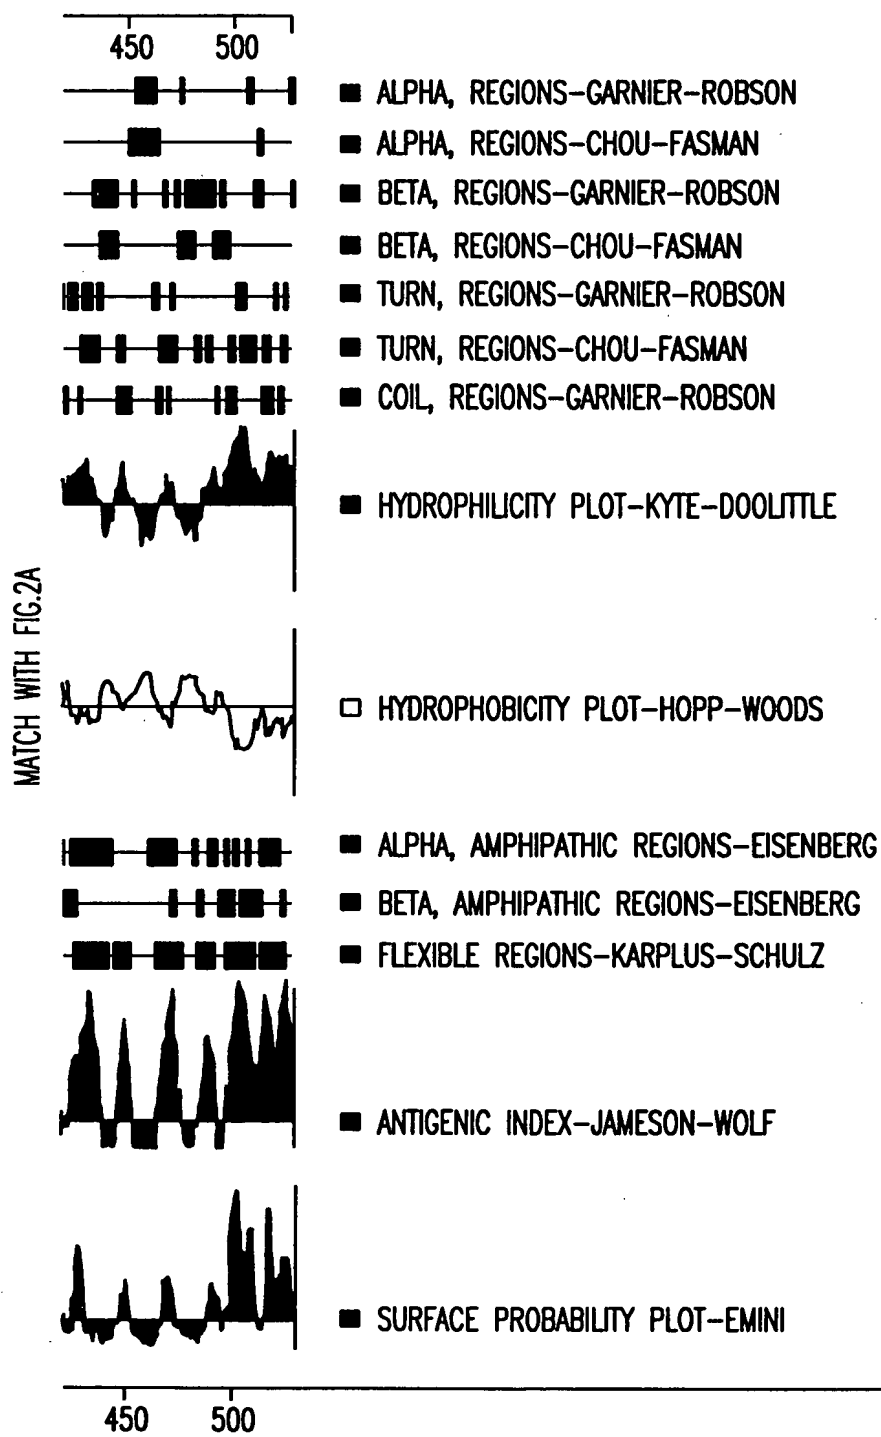 450 500
ALPHA, REGIONS-GARNIER-ROBSON
ALPHA, REGIONS-CHOU-FASMAN
BETA, REGIONS-GARNIER-ROBSON
BETA, REGIONS-CHOU-FASMAN
TURN, REGIONS-GARNIER-ROBSON
TURN, REGIONS-CHOU-FASMAN
COIL, REGIONS-GARNIER-ROBSON
HYDROPHILICITY PLOT-KYTE-DOOLITTLE
MATCH WITH FIG.2A
HYDROPHOBICITY PLOT-HOPP-WOODS
ALPHA, AMPHIPATHIC REGIONS-EISENBERG
BETA, AMPHIPATHIC REGIONS-EISENBERG
FLEXIBLE REGIONS-KARPLUS-SCHULZ
ANTIGENIC INDEX-JAMESON-WOLF
SURFACE PROBABILITY PLOT-EMINI
450 500